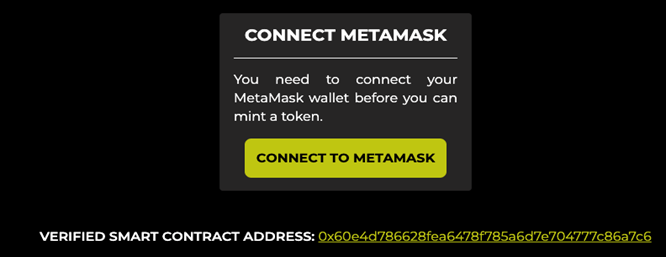 CONNECT METAMASK
You need to connect your
MetaMask wallet before you can
mint a token.
CONNECT TO METAMASK
VERIFIED SMART CONTRACT ADDRESS: 0x60e4d786628fea6478f785a6d7e704777c86a7c6